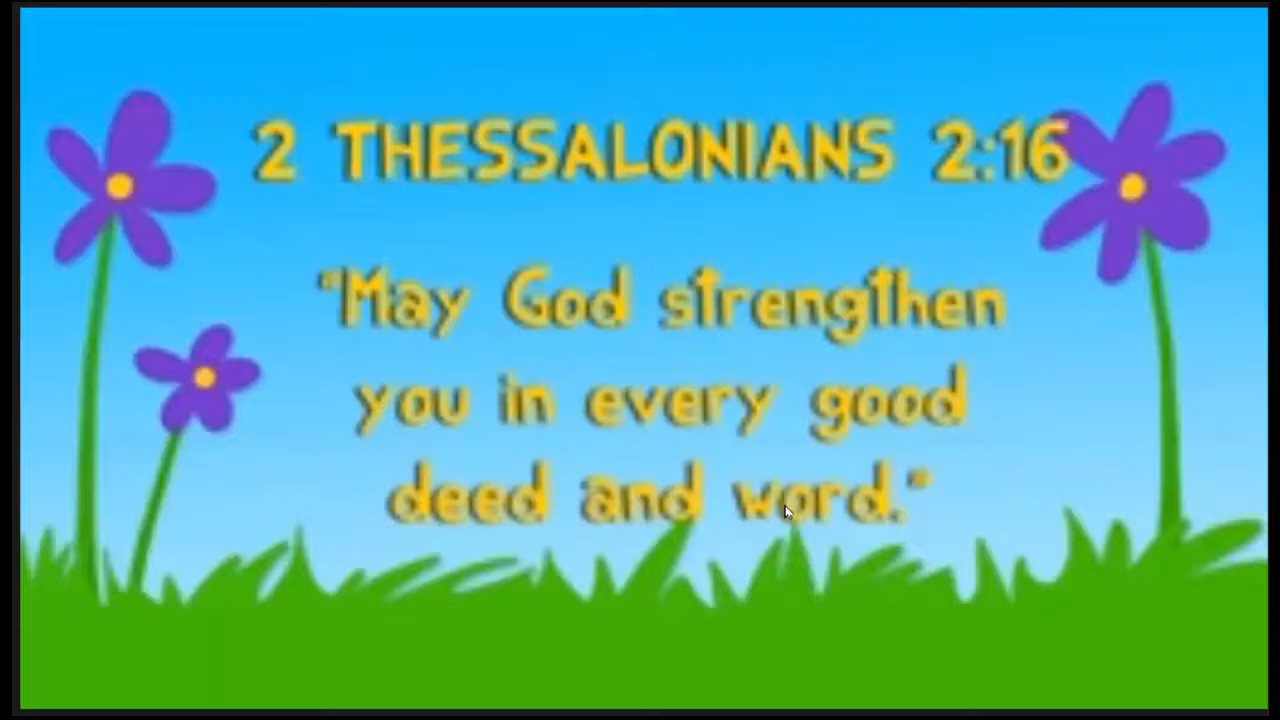 2 THESSALONIANS 2:16
"May God strengthen
you in every good
deed and word."